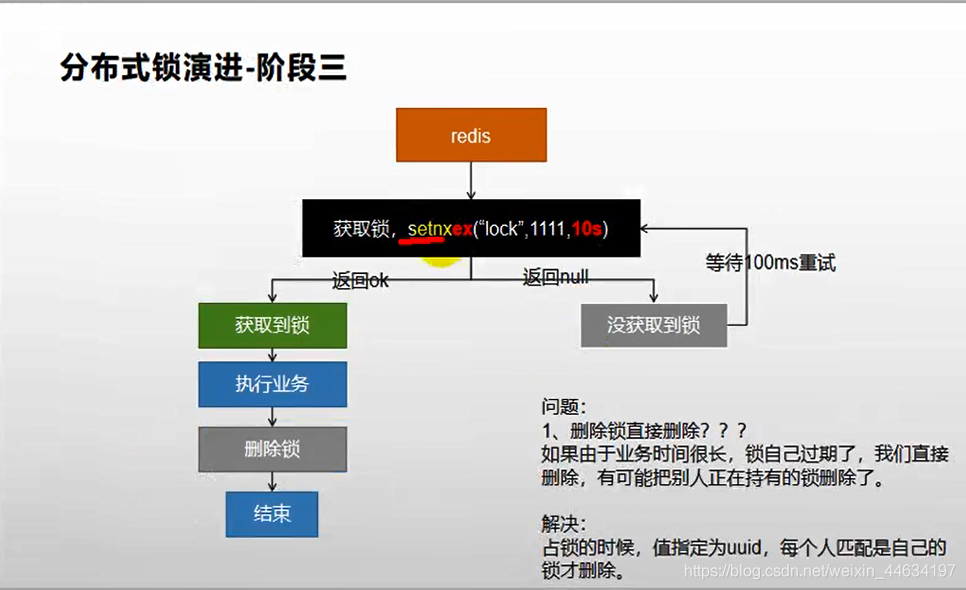 分布式锁演进-阶段三
redis
获取锁，setnxex(“lock”,1111,10s)
等待100ms重试
返回ok
返回null
获取到锁
没获取到锁
执行业务
删除锁
结束
问题：
1、删除锁直接删除？？？
如果由于业务时间很长，锁自己过期了，我们直接
删除，有可能把别人正在持有的锁删除了。
解决：
占锁的时候，值指定为uuid，每个人匹配是自己的
锁才删除。
https://blog.csdn.net/weixin_44634197